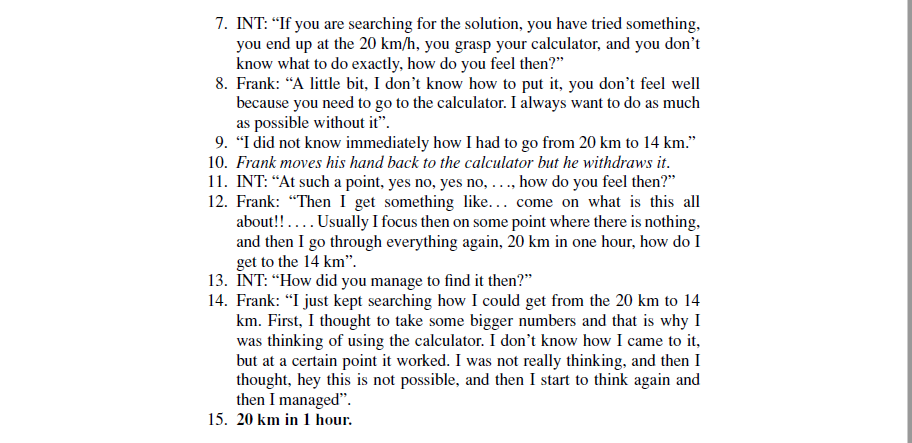 7. INT: “If you are searching for the solution, you have tried something,
you end up at the 20 km/h, you grasp your calculator, and you don’t
know what to do exactly, how do you feel then?”
8. Frank: “A little bit, I don’t know how to put it, you don’t feel well
because you need to go to the calculator. I always want to do as much
as possible without it”.
9. “I did not know immediately how I had to go from 20 km to 14 km.”
10. Frank moves his hand back to the calculator but he withdraws it.
11. INT: “At such a point, yes no, yes no, . . ., how do you feel then?”
12. Frank: “Then I get something like. . . come on what is this all
about!! . . . . Usually I focus then on some point where there is nothing,
and then I go through everything again, 20 km in one hour, how do I
get to the 14 km”.
13. INT: “How did you manage to find it then?”
14. Frank: “I just kept searching how I could get from the 20 km to 14
km. First, I thought to take some bigger numbers and that is why I
was thinking of using the calculator. I don’t know how I came to it,
but at a certain point it worked. I was not really thinking, and then I
thought, hey this is not possible, and then I start to think again and
then I managed”.
15. 20 km in 1 hour.